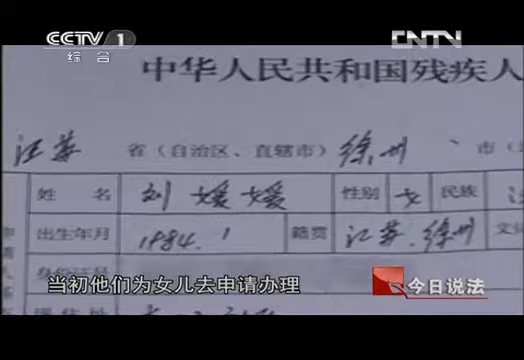 CCTV 1
综合
CNTV
中华人民共和国残疾人
江苏 省（自治区、直辖市） 徐州 市
姓名 刘媛媛 性别 女 民族
出生年月 1984.1 籍贯 江苏.徐州
当初他们为女儿去申请办理
今日说法